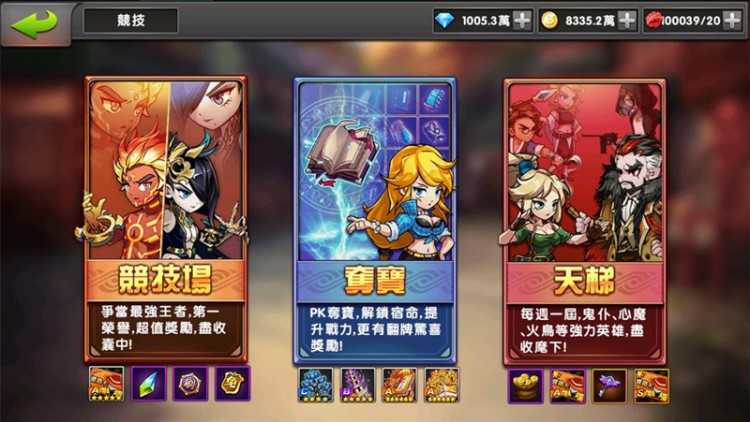 競技
1005.3萬
8335.2萬
100039/20
競技場
爭當最強王者,第一
榮譽,超值獎勵,盡收
囊中!
奪寶
PK奪寶,解鎖宿命,提
升戰力,更有翻牌驚喜
獎勵!
天梯
每週一屆,鬼仆、心魔
、火鳥等強力英雄,盡
收麾下!